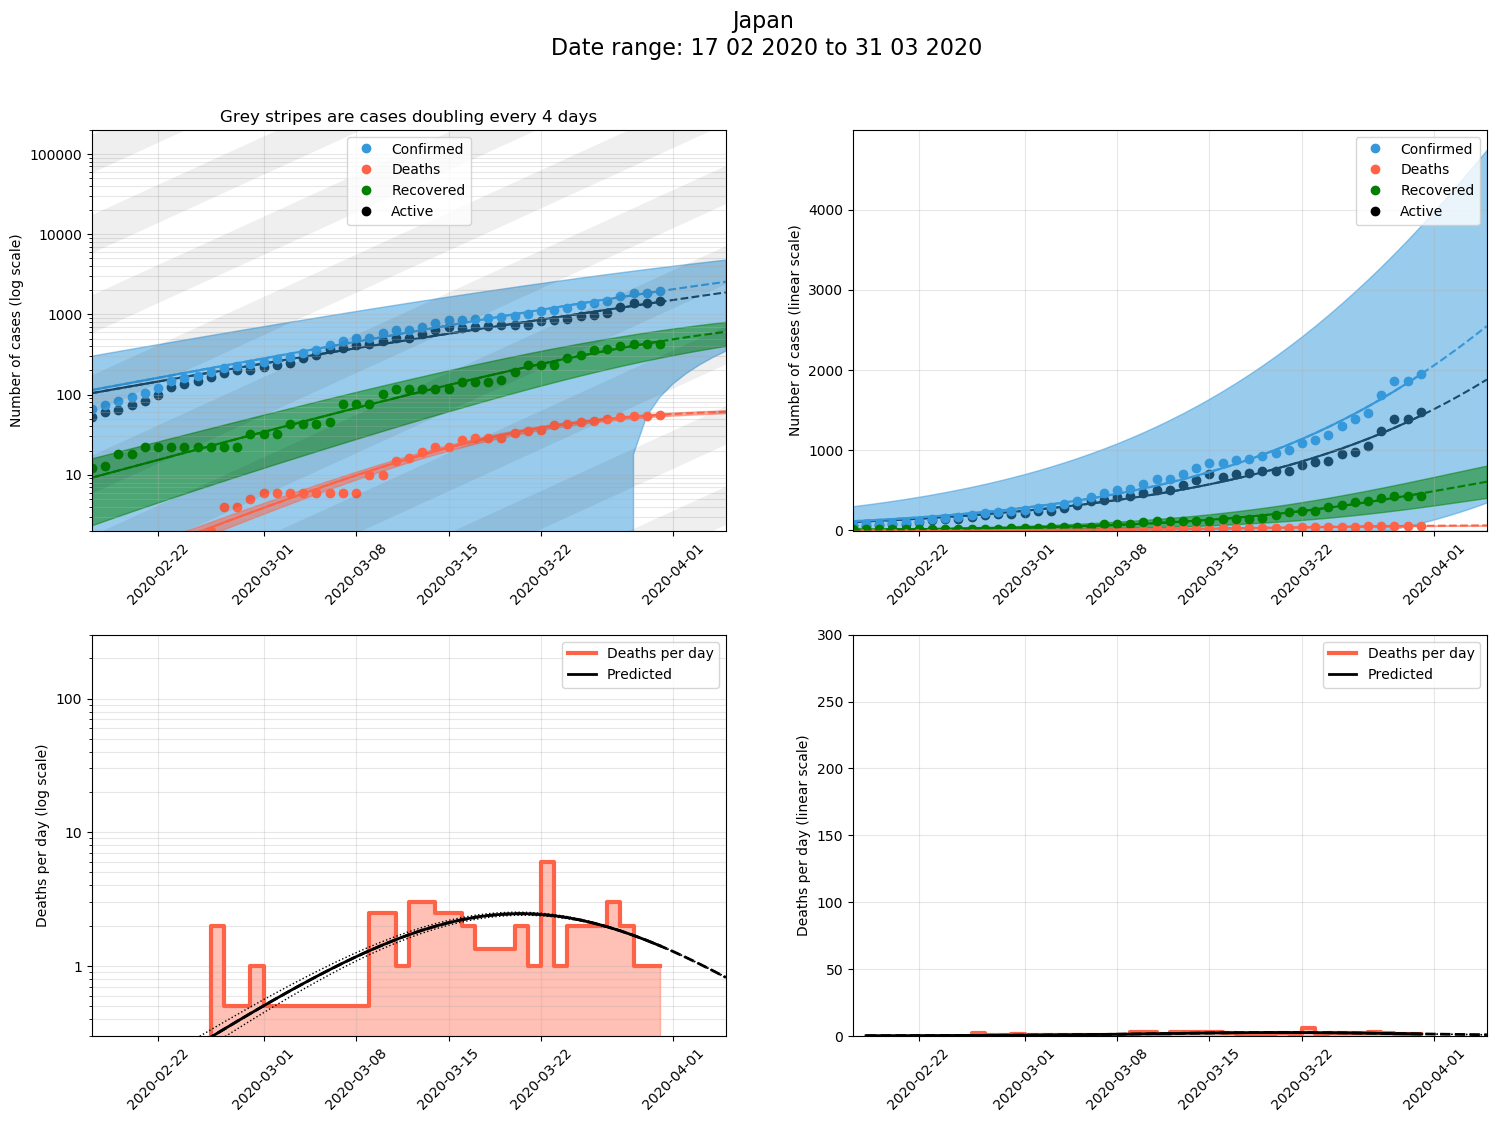 Japan
Date range: 17 02 2020 to 31 03 2020
Grey stripes are cases doubling every 4 days
Number of cases (log scale)
100000
10000
1000
100
10
Confirmed
Deaths
Recovered
Active
2020-02-22
2020-03-01
2020-03-08
2020-03-15
2020-03-22
2020-04-01
Number of cases (linear scale)
4000
3000
2000
1000
0
Confirmed
Deaths
Recovered
Active
2020-02-22
2020-03-01
2020-03-08
2020-03-15
2020-03-22
2020-04-01
Deaths per day (log scale)
100
10
1
Deaths per day
Predicted
2020-02-22
2020-03-01
2020-03-08
2020-03-15
2020-03-22
2020-04-01
Deaths per day (linear scale)
300
250
200
150
100
50
0
Deaths per day
Predicted
2020-02-22
2020-03-01
2020-03-08
2020-03-15
2020-03-22
2020-04-01